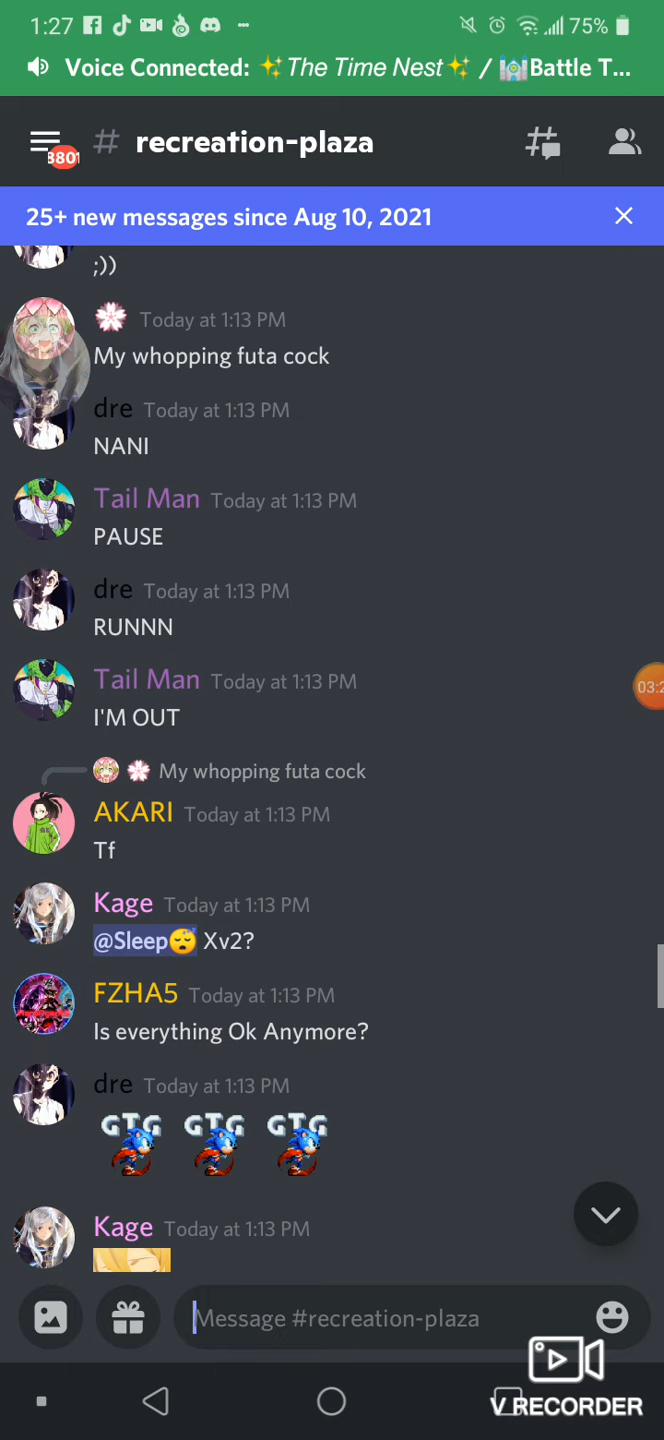 1:27 75%
Voice Connected: ✨The Time Nest✨ / 🏰Battle T...
# recreation-plaza
25+ new messages since Aug 10, 2021
;))
🌸 Today at 1:13 PM
My whopping futa cock
dre Today at 1:13 PM
NANI
Tail Man Today at 1:13 PM
PAUSE
dre Today at 1:13 PM
RUNNN
Tail Man Today at 1:13 PM
I'M OUT
🌸 My whopping futa cock
AKARI Today at 1:13 PM
Tf
Kage Today at 1:13 PM
@Sleep😴 Xv2?
FZHA5 Today at 1:13 PM
Is everything Ok Anymore?
dre Today at 1:13 PM
GTG GTG GTG
Kage Today at 1:13 PM
Message #recreation-plaza
V RECORDER